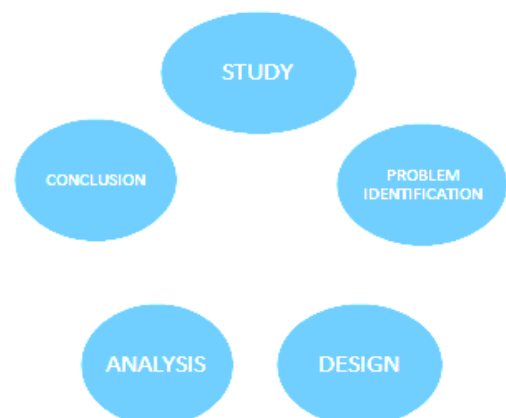 STUDY
CONCLUSION
PROBLEM
IDENTIFICATION
ANALYSIS
DESIGN